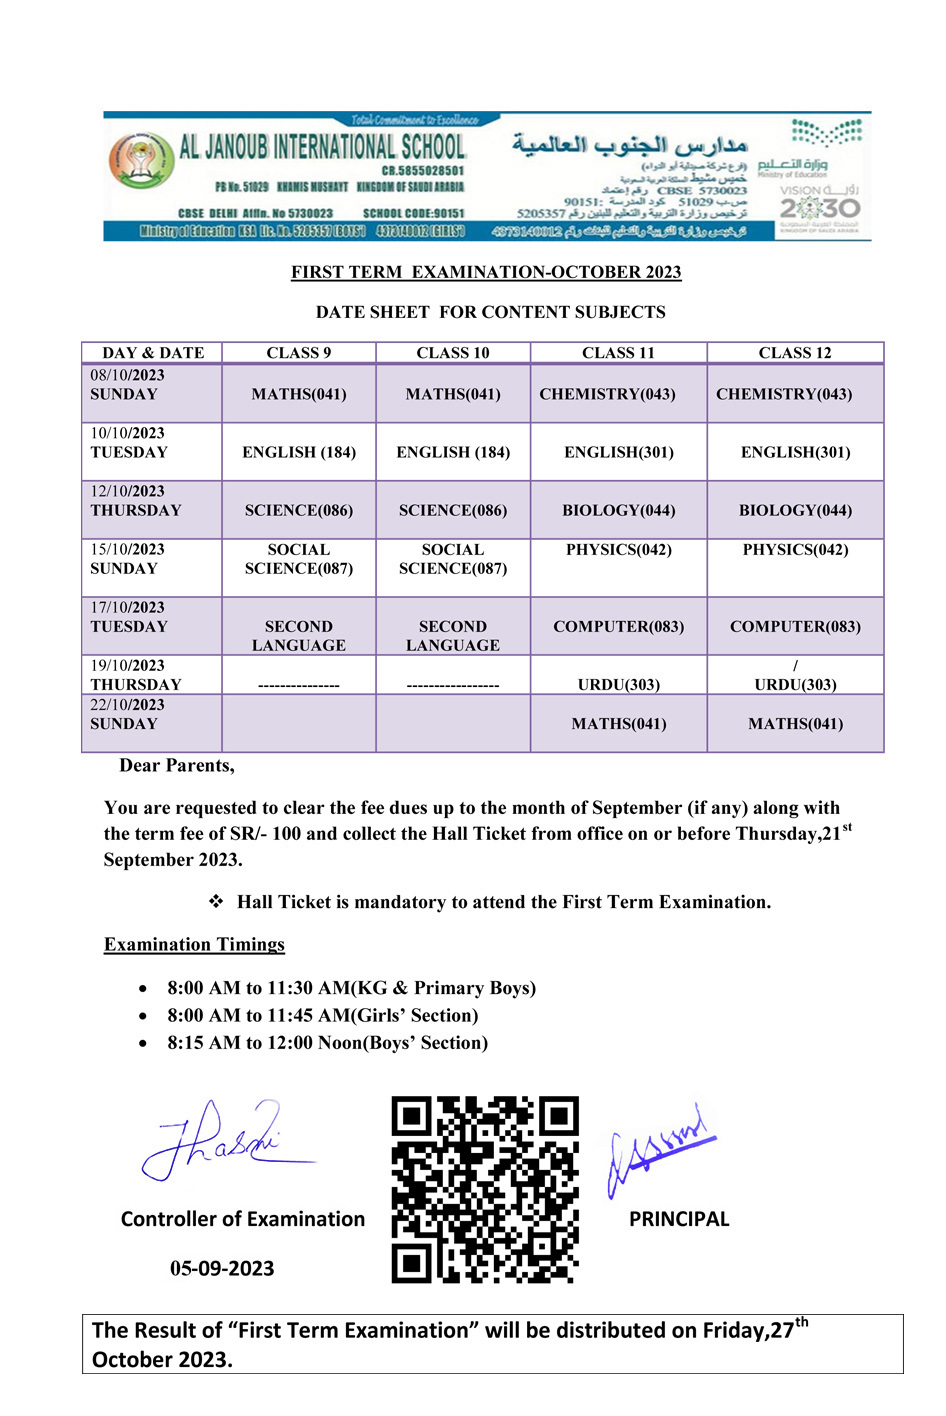 Total Commitment to Excellence
AL JANOUB INTERNATIONAL SCHOOL
CR.5855028501
PB No. 51029 KHAMIS MUSHAYT KINGDOM OF SAUDI ARABIA
CBSE DELHI Affln. No 5730023 SCHOOL CODE:90151
Ministry of Education KSA Lic. No. 5205357 (BOYS') 4373140012 (GIRLS')
مدارس الجنوب العالمية
(فرع شركة صيدلية أبو النواء)
خميس مشيط المملكة العربية السعودية
CBSE 5730023 رقم إعتماد
ص.ب 51029 كود المدرسة :90151
ترخيص وزارة التربية والتعليم للبنين رقم 5205357
ترخيص وزارة التربية والتعليم للبنات رقم 4373140012
وزارة التعليم
Ministry of Education
VISION رؤية
2030
المملكة العربية السعودية
KINGDOM OF SAUDI ARABIA
FIRST TERM EXAMINATION-OCTOBER 2023
DATE SHEET FOR CONTENT SUBJECTS
DAY & DATE CLASS 9 CLASS 10 CLASS 11 CLASS 12
08/10/2023
SUNDAY MATHS(041) MATHS(041) CHEMISTRY(043) CHEMISTRY(043)
10/10/2023
TUESDAY ENGLISH (184) ENGLISH (184) ENGLISH(301) ENGLISH(301)
12/10/2023
THURSDAY SCIENCE(086) SCIENCE(086) BIOLOGY(044) BIOLOGY(044)
15/10/2023 SOCIAL SOCIAL PHYSICS(042) PHYSICS(042)
SUNDAY SCIENCE(087) SCIENCE(087)
17/10/2023
TUESDAY SECOND SECOND COMPUTER(083) COMPUTER(083)
LANGUAGE LANGUAGE
19/10/2023 /
THURSDAY --------------- ----------------- URDU(303) URDU(303)
22/10/2023
SUNDAY MATHS(041) MATHS(041)
Dear Parents,
You are requested to clear the fee dues up to the month of September (if any) along with
the term fee of SR/- 100 and collect the Hall Ticket from office on or before Thursday,21st
September 2023.
❖ Hall Ticket is mandatory to attend the First Term Examination.
Examination Timings
• 8:00 AM to 11:30 AM(KG & Primary Boys)
• 8:00 AM to 11:45 AM(Girls’ Section)
• 8:15 AM to 12:00 Noon(Boys’ Section)
Controller of Examination PRINCIPAL
05-09-2023
The Result of “First Term Examination” will be distributed on Friday,27th
October 2023.